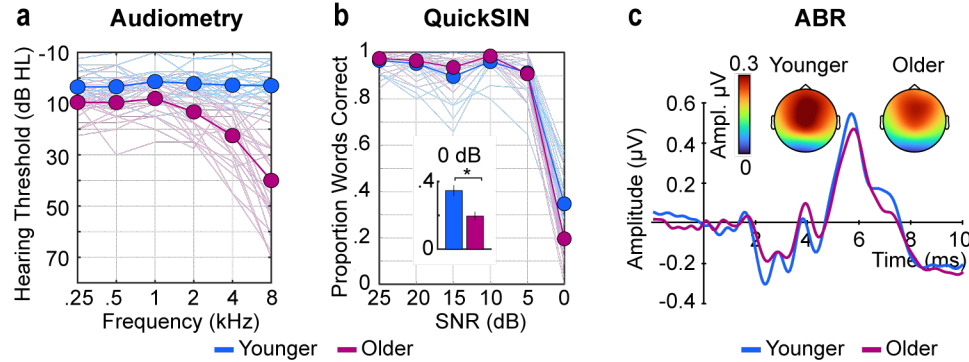 a Audiometry
Hearing Threshold (dB HL)
-10
10
30
50
70
.25 .5 1 2 4 8
Frequency (kHz)
b QuickSIN
Proportion Words Correct
1
.8
.6
.4
.2
0
0 dB
*
.4
0
25 20 15 10 5 0
SNR (dB)
c ABR
0.3
Ampl. µV
0
Younger Older
Amplitude (µV)
0.6
0.4
0.2
-0.2
-0.4
2 4 6 8 10
Time (ms)
Younger Older
Younger Older